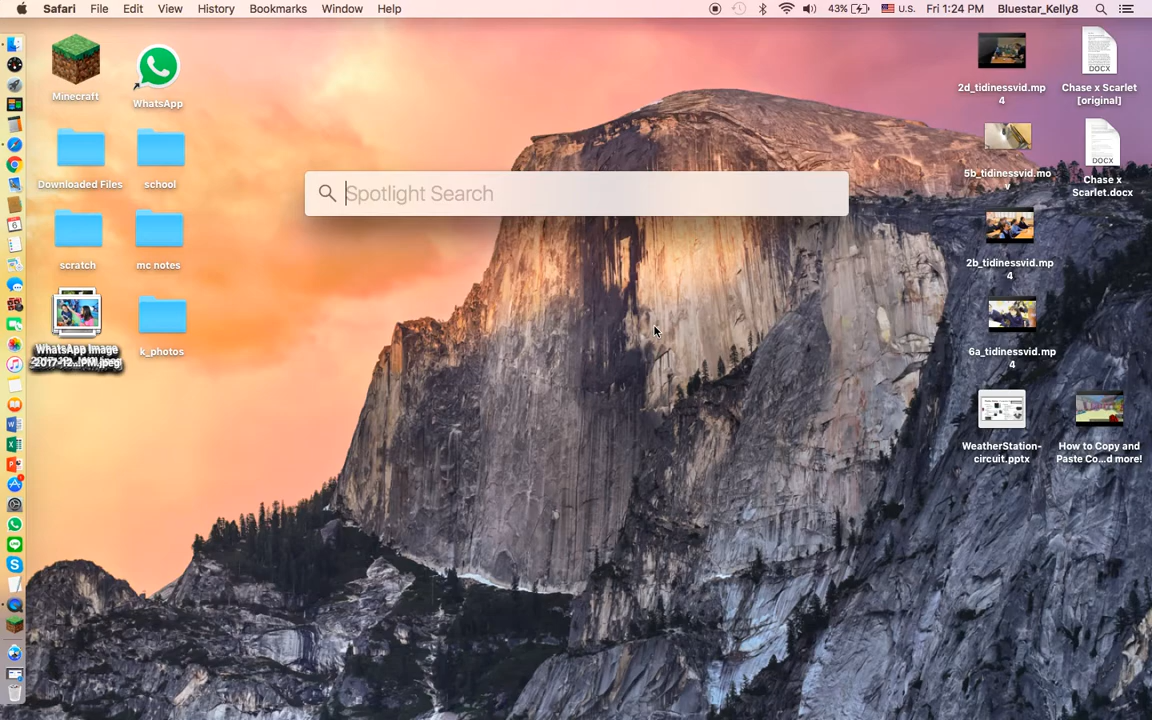 Safari File Edit View History Bookmarks Window Help 43% U.S. Fri 1:24 PM Bluestar_Kelly8
Minecraft
WhatsApp
Downloaded Files
school
scratch
mc notes
WhatsApp Image
k_photos
Spotlight Search
2d_tidinessvid.mp
4
DOCX
Chase x Scarlet
[original]
5b_tidinessvid.mo
v
DOCX
Chase x
Scarlet.docx
2b_tidinessvid.mp
4
6a_tidinessvid.mp
4
WeatherStation-
circuit.pptx
How to Copy and
Paste Co...d more!